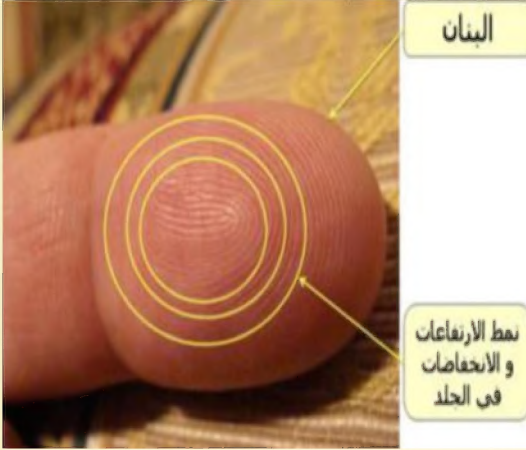 البنان
نمط الارتفاعات
و الانخفاضات
في الجلد